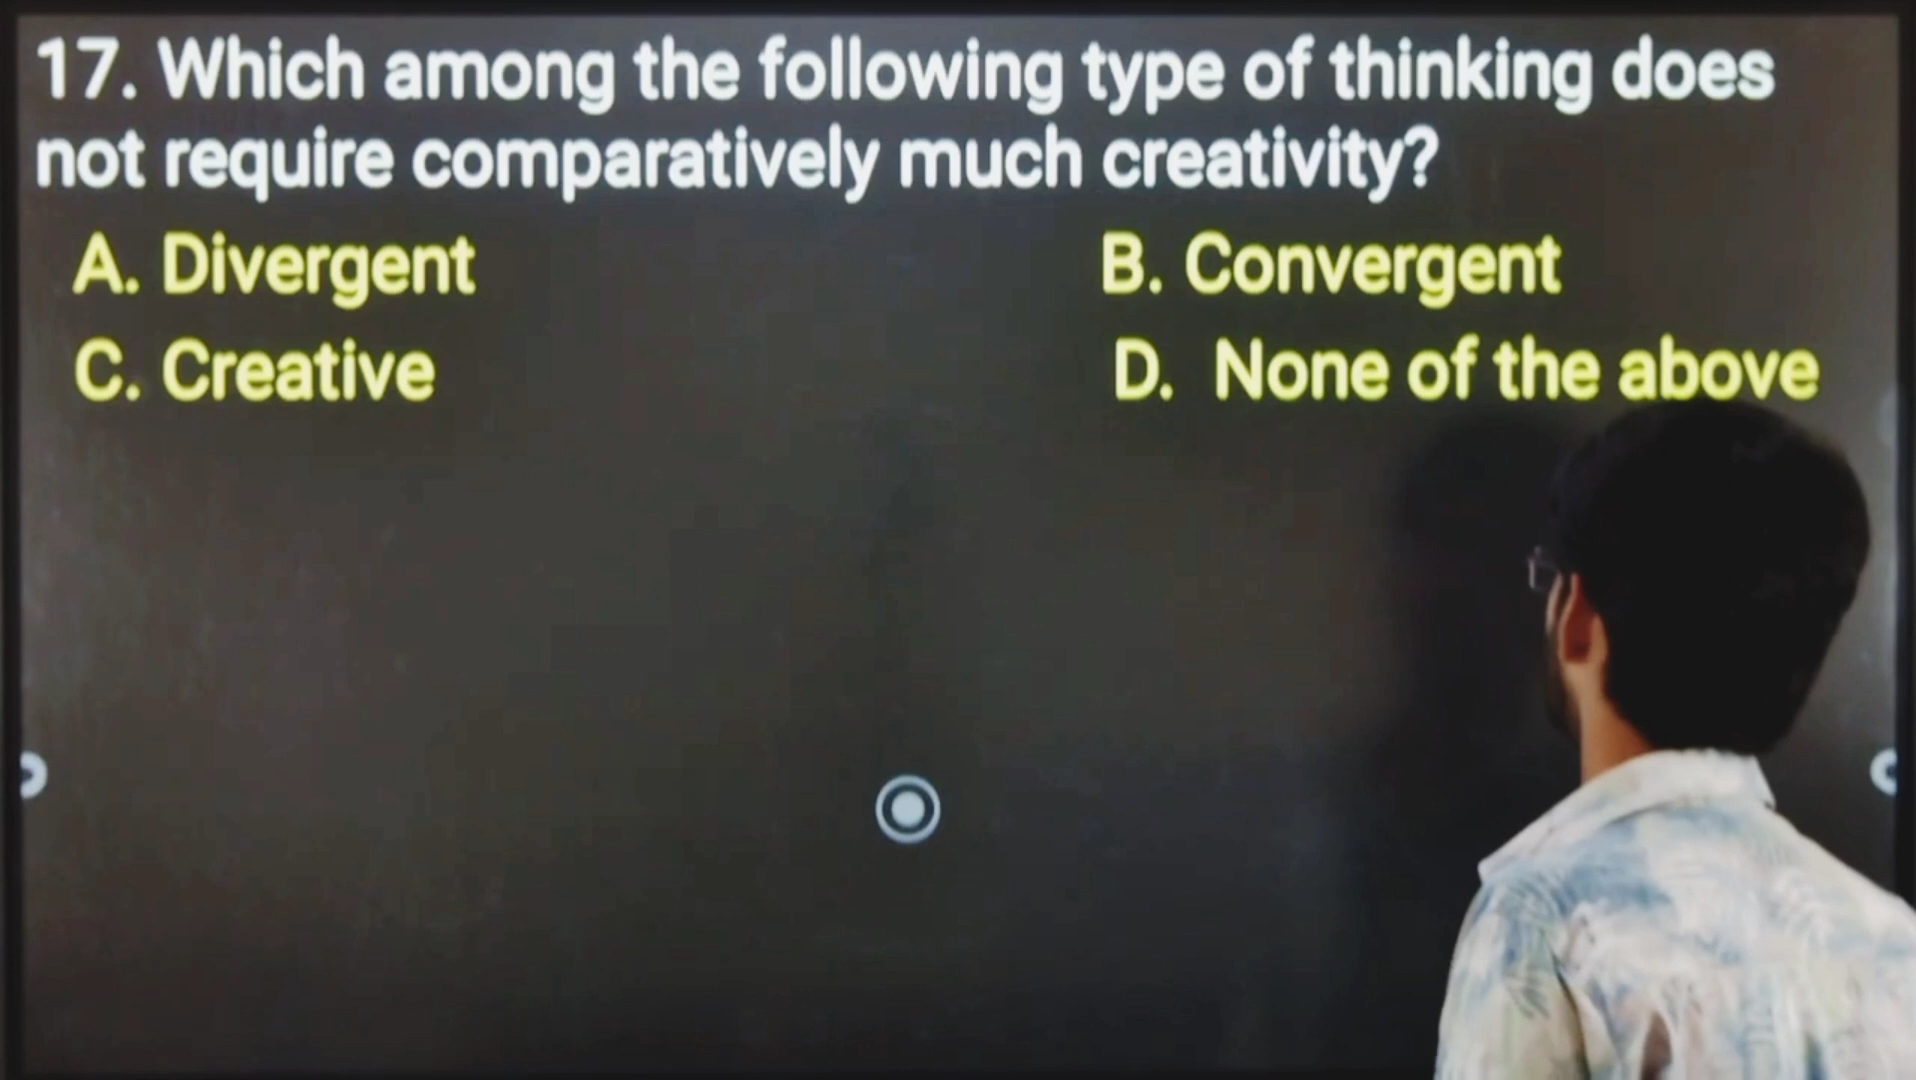 17. Which among the following type of thinking does
not require comparatively much creativity?
A. Divergent
B. Convergent
C. Creative
D. None of the above